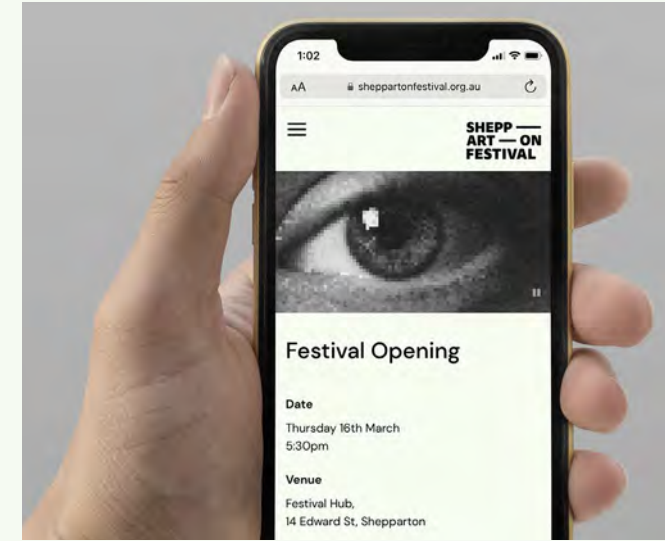 1:02
AA sheppartonfestival.org.au
SHEPP —
ART — ON
FESTIVAL
Festival Opening
Date
Thursday 16th March
5:30pm
Venue
Festival Hub,
14 Edward St, Shepparton